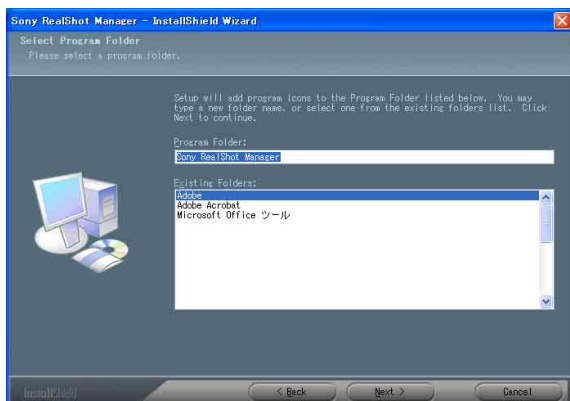 Sony RealShot Manager - InstallShield Wizard
Select Program Folder
Please select a program folder.
Setup will add program icons to the Program Folder listed below. You may
type a new folder name, or select one from the existing folders list. Click
Next to continue.
Program Folder:
Sony RealShot Manager
Existing Folders:
Adobe
Adobe Acrobat
Microsoft Office ツール
InstallShield
< Back
Next >
Cancel